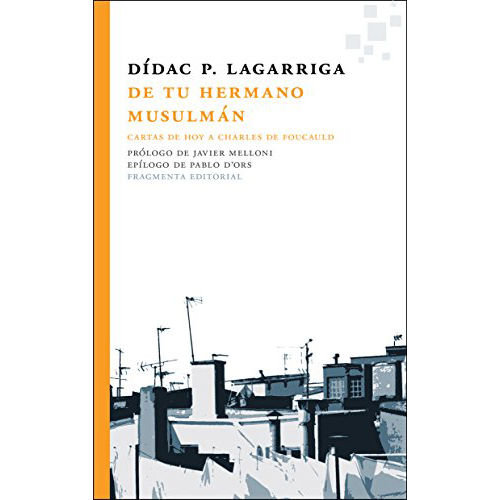 DÍDAC P. LAGARRIGA
DE TU HERMANO
MUSULMÁN
CARTAS DE HOY A CHARLES DE FOUCAULD
PRÓLOGO DE JAVIER MELLONI
EPÍLOGO DE PABLO D'ORS
FRAGMENTA EDITORIAL